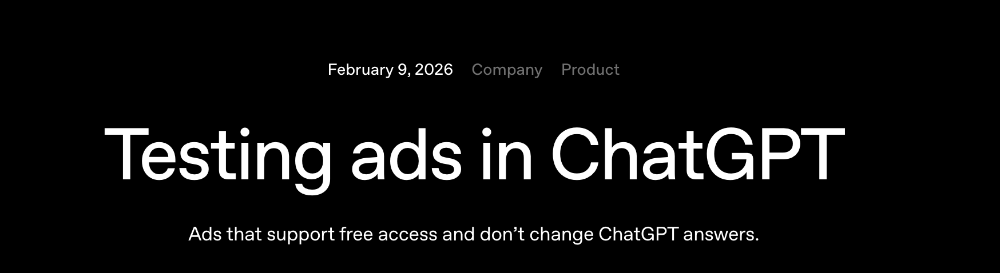 February 9, 2026 Company Product
Testing ads in ChatGPT
Ads that support free access and don’t change ChatGPT answers.